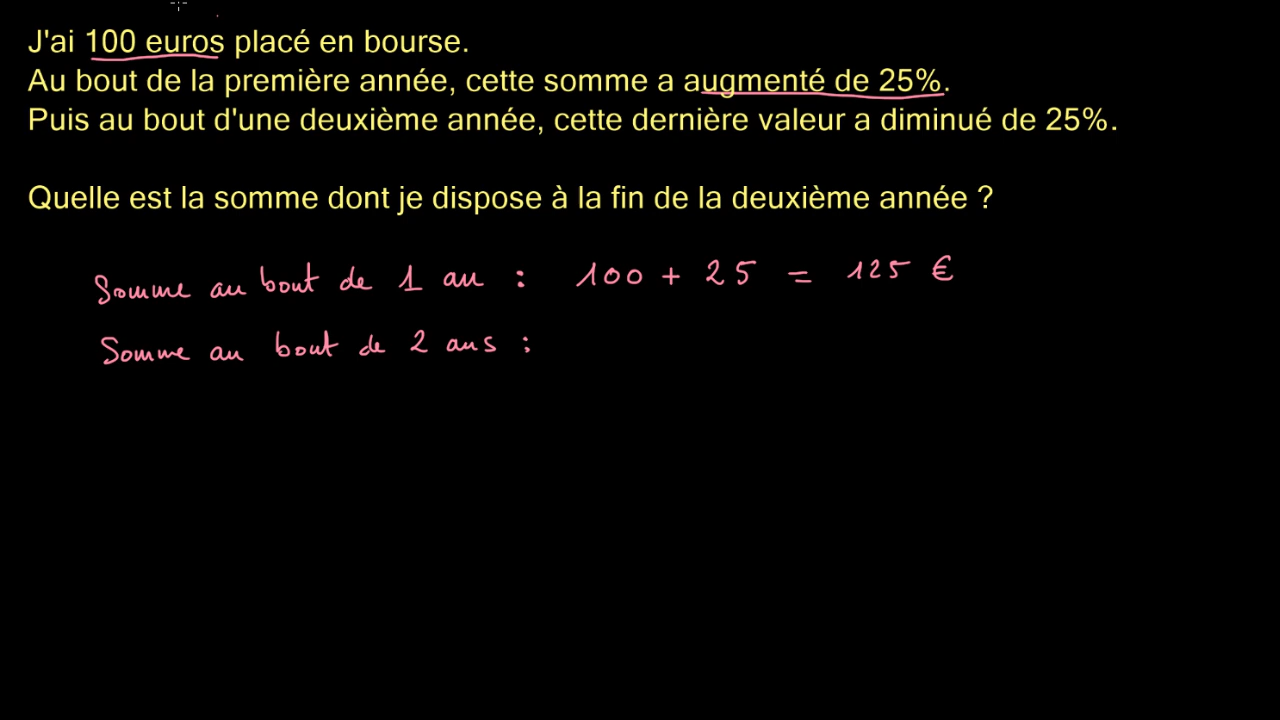 J'ai 100 euros placé en bourse.
Au bout de la première année, cette somme a augmenté de 25%.
Puis au bout d'une deuxième année, cette dernière valeur a diminué de 25%.
Quelle est la somme dont je dispose à la fin de la deuxième année ?
Somme au bout de 1 an : 100 + 25 = 125 €
Somme au bout de 2 ans :